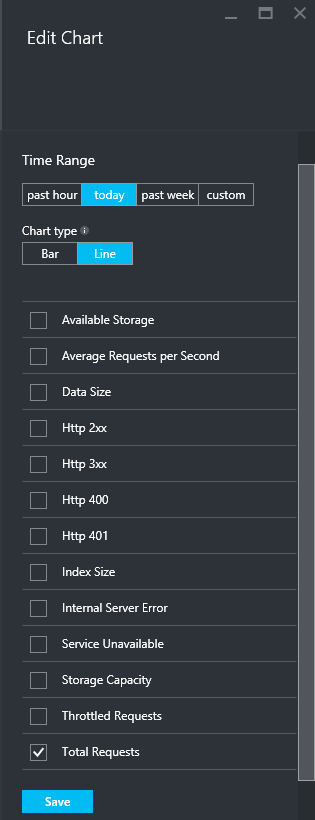 Edit Chart
Time Range
past hour today past week custom
Chart type
Bar Line
Available Storage
Average Requests per Second
Data Size
Http 2xx
Http 3xx
Http 400
Http 401
Index Size
Internal Server Error
Service Unavailable
Storage Capacity
Throttled Requests
Total Requests
Save